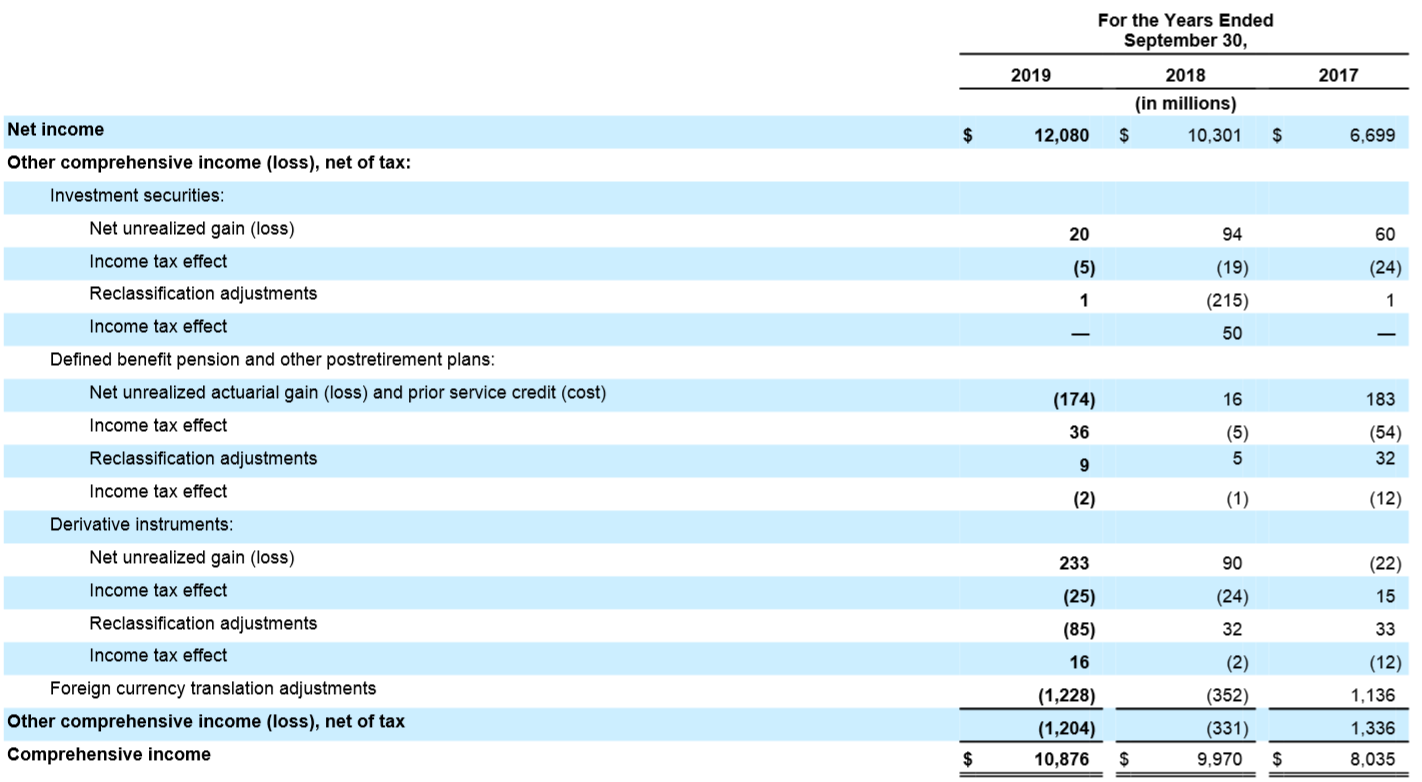 For the Years Ended
September 30,
2019 2018 2017
(in millions)
Net income $ 12,080 $ 10,301 $ 6,699
Other comprehensive income (loss), net of tax:
Investment securities:
Net unrealized gain (loss) 20 94 60
Income tax effect (5) (19) (24)
Reclassification adjustments 1 (215) 1
Income tax effect — 50 —
Defined benefit pension and other postretirement plans:
Net unrealized actuarial gain (loss) and prior service credit (cost) (174) 16 183
Income tax effect 36 (5) (54)
Reclassification adjustments 9 5 32
Income tax effect (2) (1) (12)
Derivative instruments:
Net unrealized gain (loss) 233 90 (22)
Income tax effect (25) (24) 15
Reclassification adjustments (85) 32 33
Income tax effect 16 (2) (12)
Foreign currency translation adjustments (1,228) (352) 1,136
Other comprehensive income (loss), net of tax (1,204) (331) 1,336
Comprehensive income $ 10,876 $ 9,970 $ 8,035